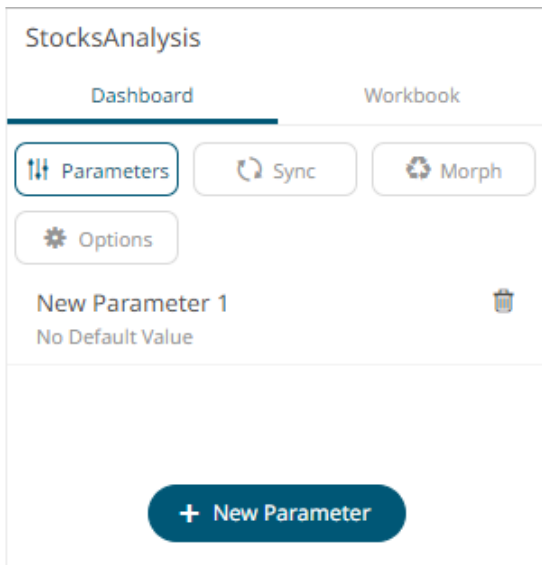 StocksAnalysis
Dashboard Workbook
Parameters Sync Morph
Options
New Parameter 1
No Default Value
+ New Parameter